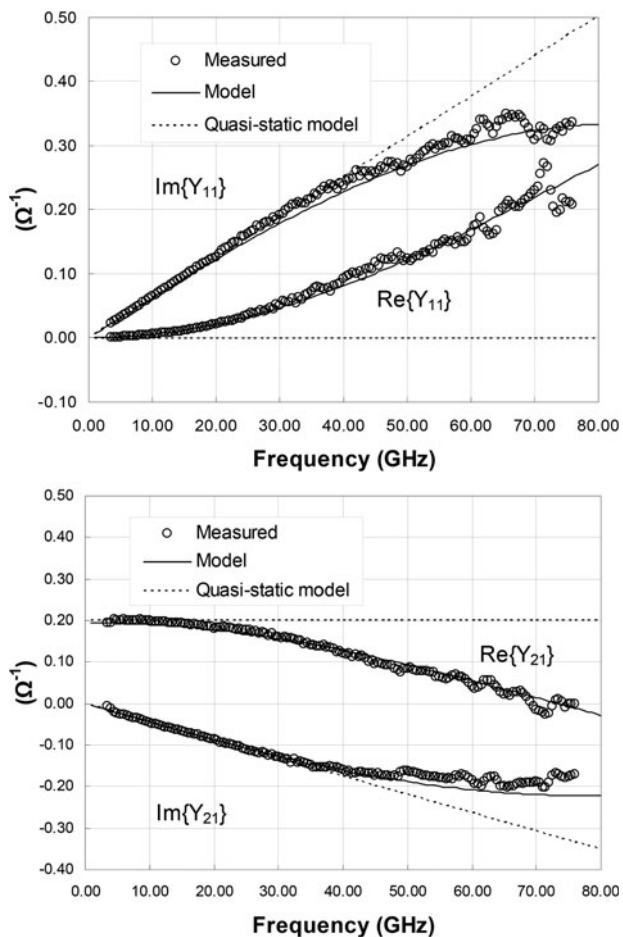 0.50
0.40
0.30
0.20
0.10
0.00
-0.10
(Ω⁻¹)
Measured
Model
Quasi-static model
Im{Y₁₁}
Re{Y₁₁}
0.00 10.00 20.00 30.00 40.00 50.00 60.00 70.00 80.00
Frequency (GHz)
0.50
0.40
0.30
0.20
0.10
0.00
-0.10
-0.20
-0.30
-0.40
(Ω⁻¹)
Measured
Model
Quasi-static model
Re{Y₂₁}
Im{Y₂₁}
0.00 10.00 20.00 30.00 40.00 50.00 60.00 70.00 80.00
Frequency (GHz)